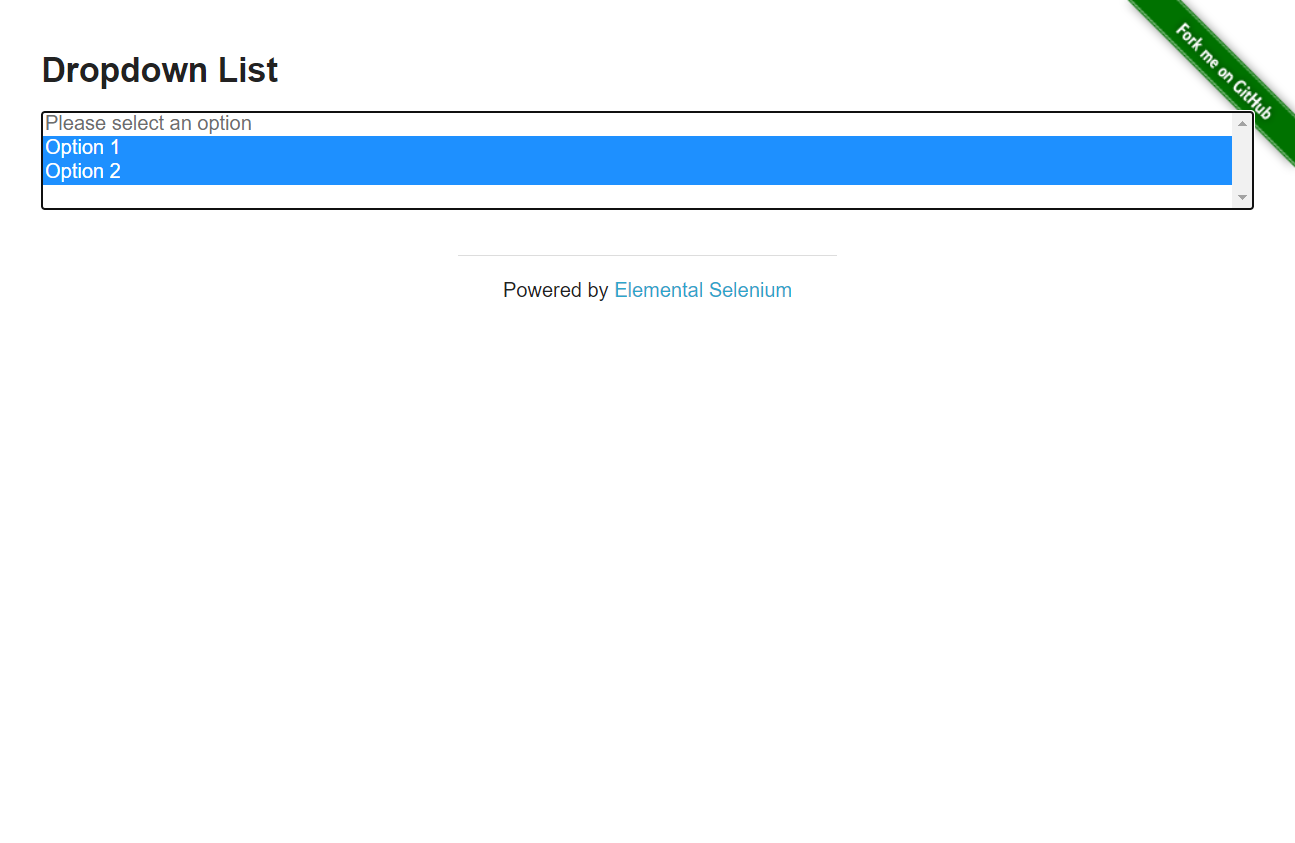 Fork me on GitHub
Dropdown List
Please select an option
Option 1
Option 2
Powered by Elemental Selenium